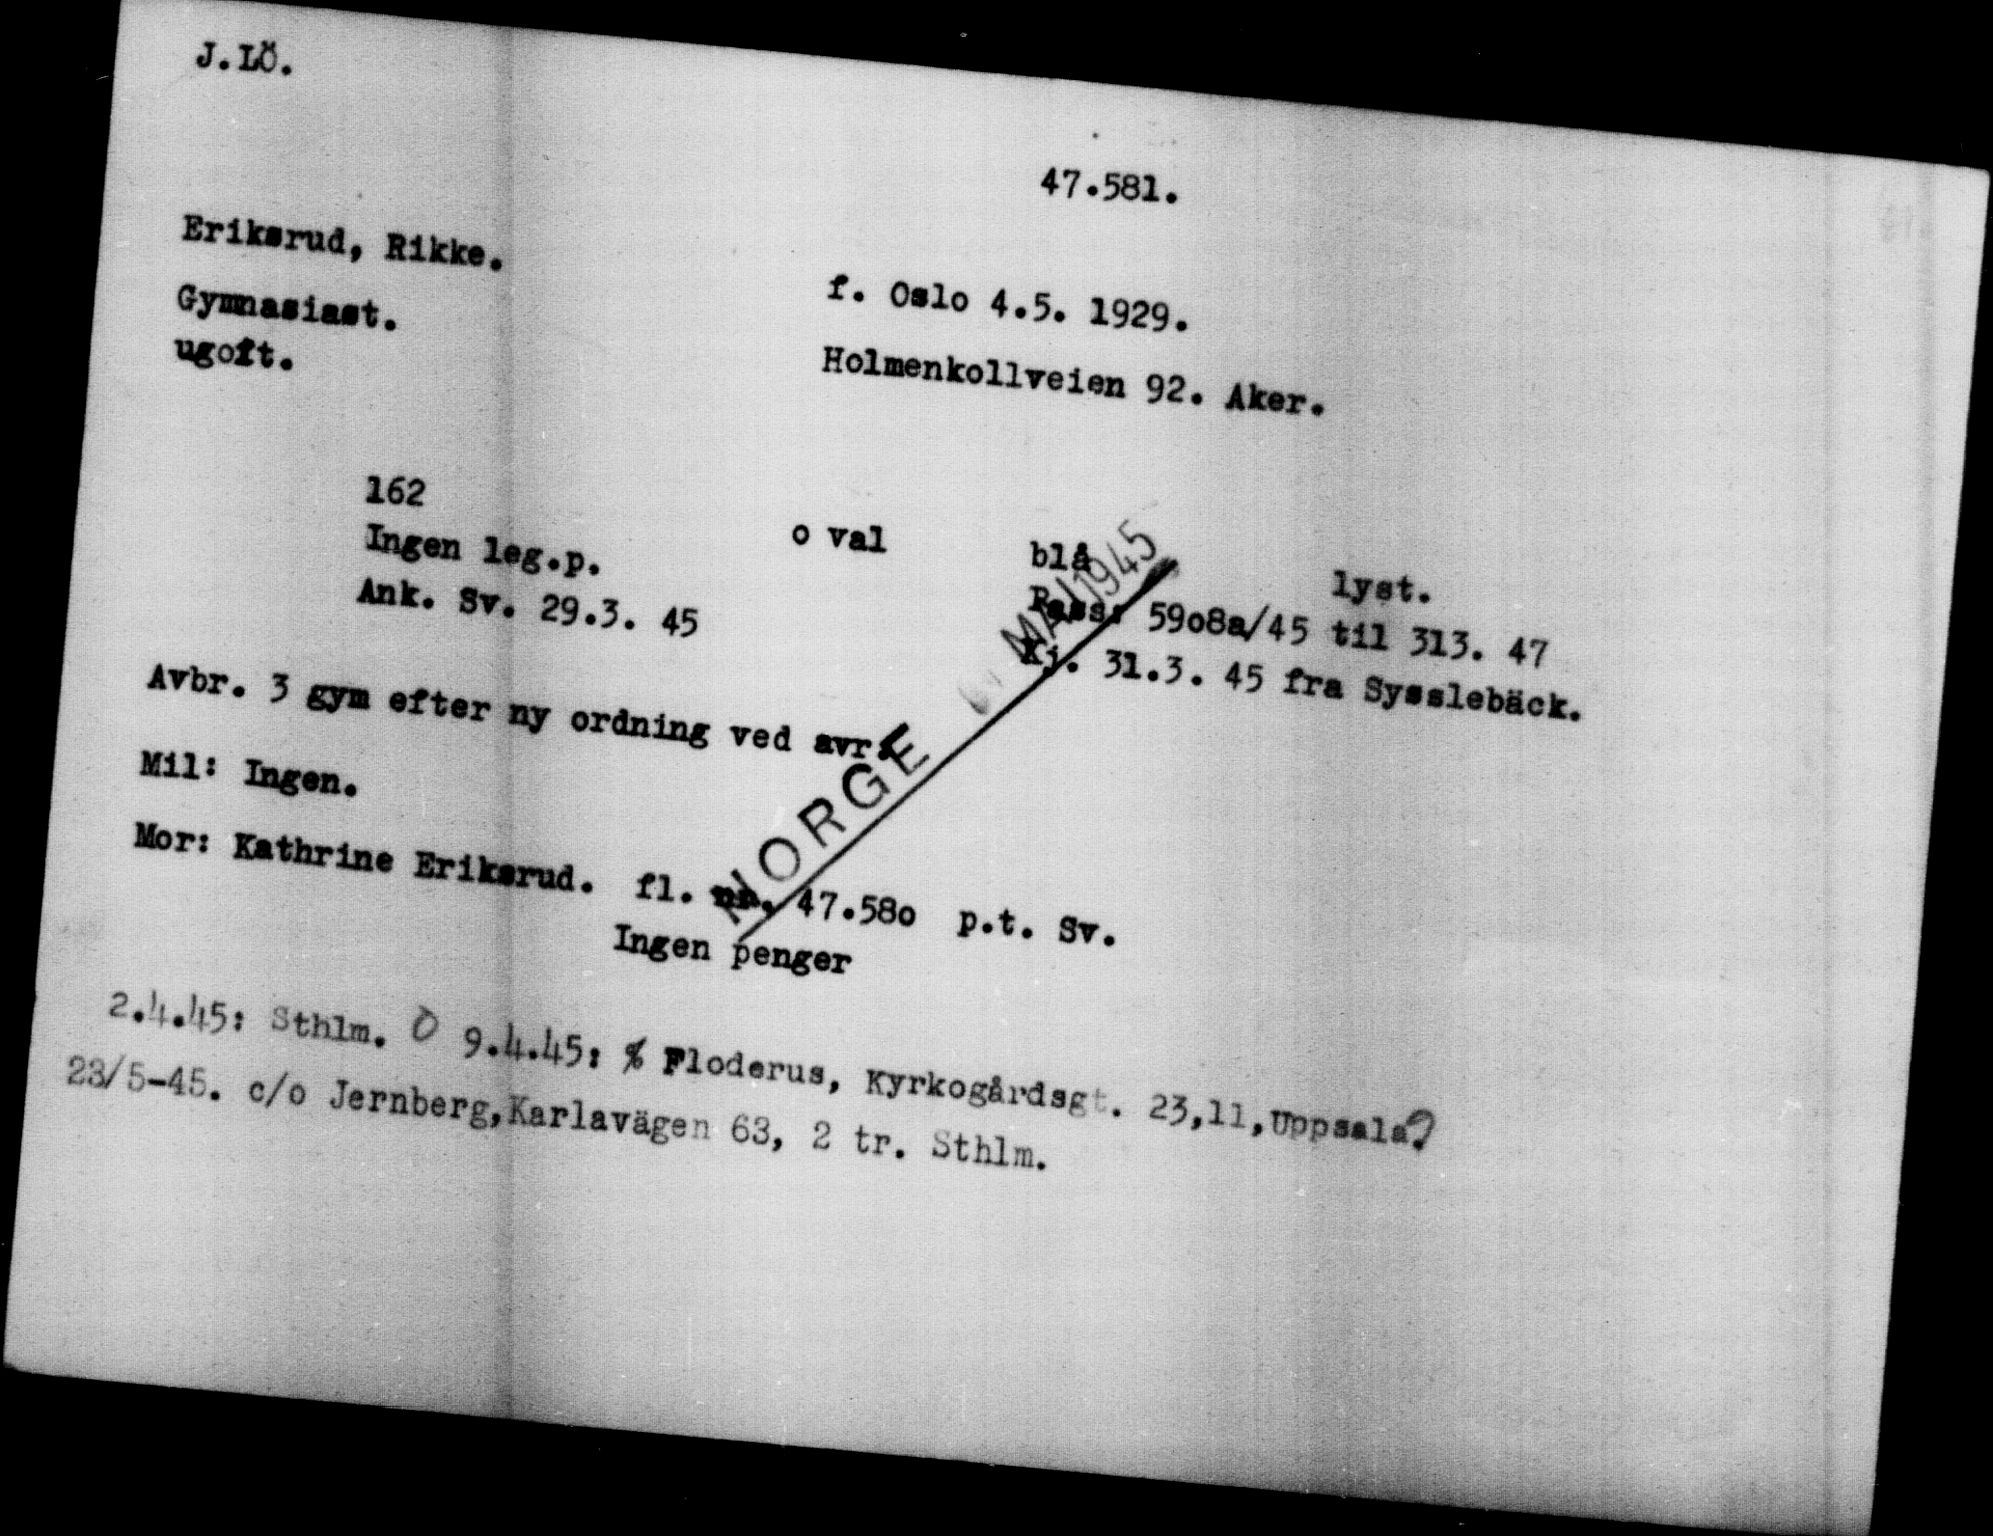 J.LÖ.
47.581.
Eriksrud, Rikke.
f. Oslo 4.5. 1929.
Gymnasiast.
Holmenkollveien 92. Aker.
ugoft.
162
o val
blå
lyst.
Ingen leg.p.
Pass: 59o8a/45 til 313. 47
Ank. Sv. 29.3. 45
Kj. 31.3. 45 fra Sysslebäck.
MAI 1945
Avbr. 3 gym efter ny ordning ved avr.
NORGE
Mil: Ingen.
Mor: Kathrine Eriksrud. fl. nr. 47.58o p.t. Sv.
Ingen penger
2.4.45: Sthlm. O 9.4.45: % Floderus, Kyrkogårdsgt. 23,11,Uppsala?
23/5-45. c/o Jernberg,Karlavägen 63, 2 tr. Sthlm.